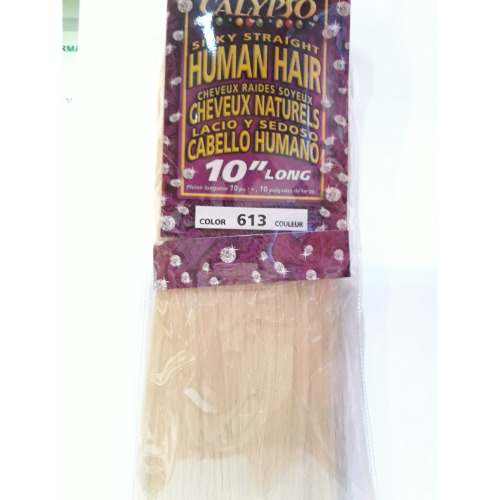 CALYPSO®
SILKY STRAIGHT
HUMAN HAIR
CHEVEUX RAIDES SOYEUX
CHEVEUX NATURELS
LACIO Y SEDOSO
CABELLO HUMANO
10" LONG
COLOR 613 COULEUR